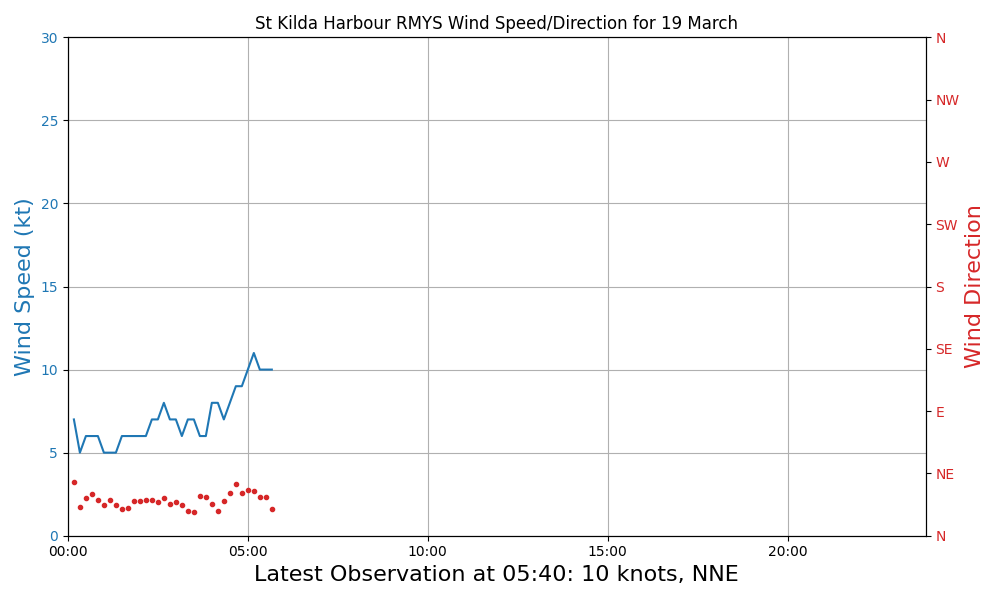 St Kilda Harbour RMYS Wind Speed/Direction for 19 March
30
25
20
15
10
5
0
Wind Speed (kt)
N
NW
W
SW
S
SE
E
NE
N
Wind Direction
00:00 05:00 10:00 15:00 20:00
Latest Observation at 05:40: 10 knots, NNE